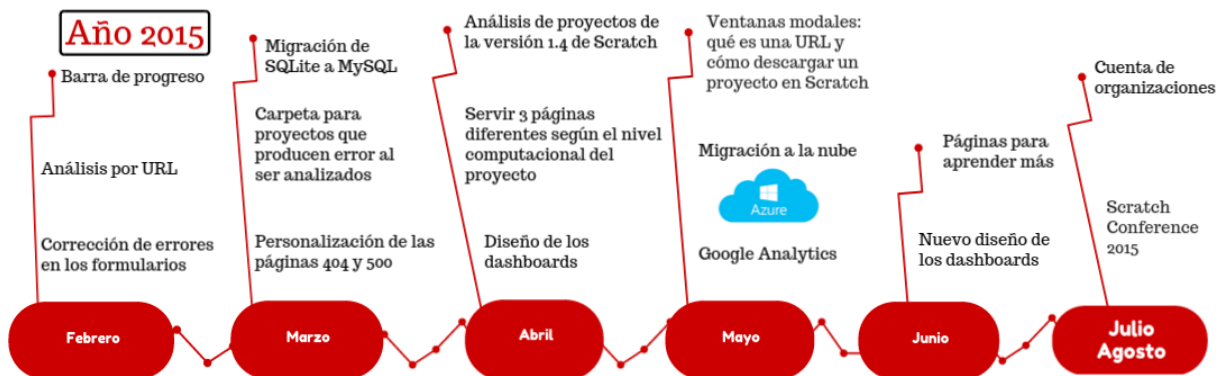 Año 2015
Barra de progreso
Análisis por URL
Corrección de errores
en los formularios
Febrero
Migración de
SQLite a MySQL
Carpeta para
proyectos que
producen error al
ser analizados
Personalización de las
páginas 404 y 500
Marzo
Análisis de proyectos de
la versión 1.4 de Scratch
Servir 3 páginas
diferentes según el nivel
computacional del
proyecto
Diseño de los
dashboards
Abril
Ventanas modales:
qué es una URL y
cómo descargar un
proyecto en Scratch
Migración a la nube
Azure
Google Analytics
Mayo
Páginas para
aprender más
Nuevo diseño de
los dashboards
Junio
Cuenta de
organizaciones
Scratch
Conference
2015
Julio
Agosto